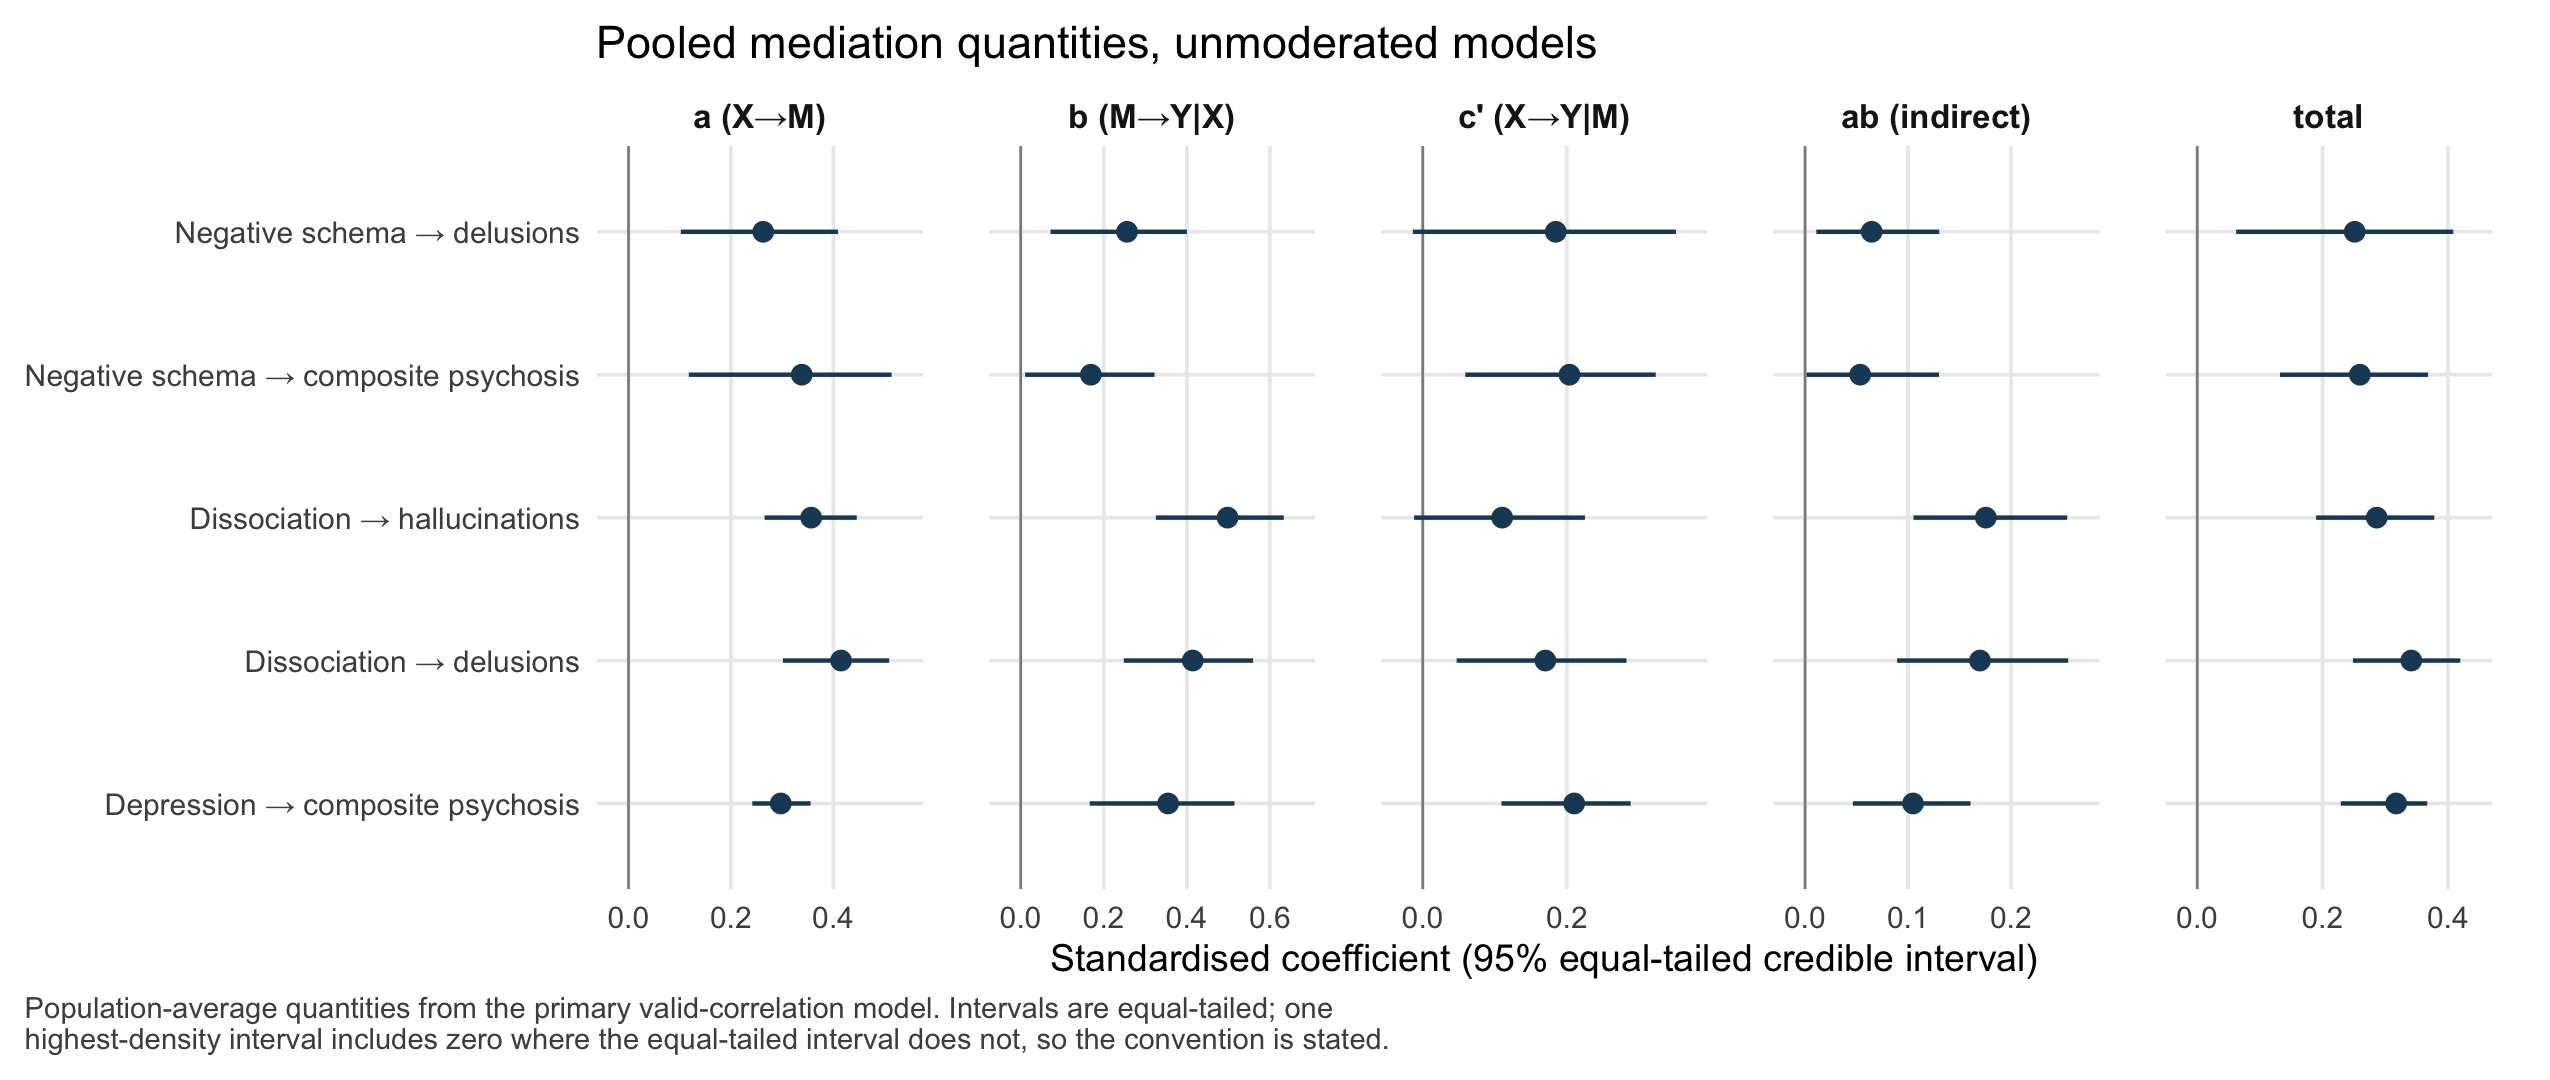 Pooled mediation quantities, unmoderated models
a (X→M)
b (M→Y|X)
c' (X→Y|M)
ab (indirect)
total
Negative schema → delusions
Negative schema → composite psychosis
Dissociation → hallucinations
Dissociation → delusions
Depression → composite psychosis
0.0 0.2 0.4
0.0 0.2 0.4 0.6
0.0 0.2
0.0 0.1 0.2
0.0 0.2 0.4
Standardised coefficient (95% equal-tailed credible interval)
Population-average quantities from the primary valid-correlation model. Intervals are equal-tailed; one
highest-density interval includes zero where the equal-tailed interval does not, so the convention is stated.